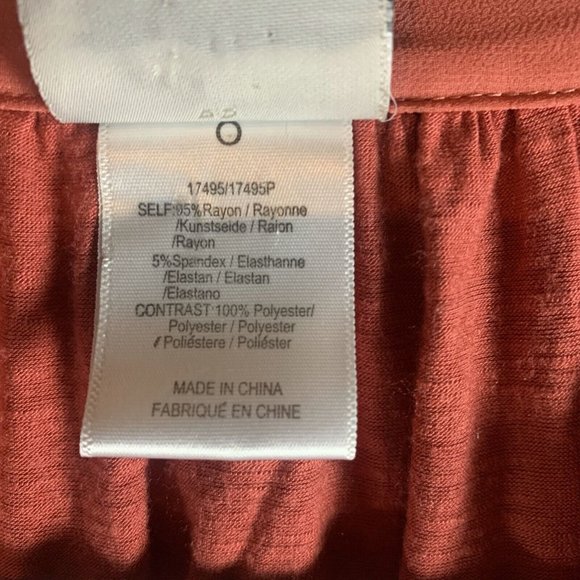 17495/17495P
SELF:95%Rayon / Rayonne
/Kunstseide / Raion
/Rayon
5%Spandex / Elasthanne
/Elastan / Elastan
/Elastano
CONTRAST:100% Polyester/
Polyester / Polyester
/ Poliéstere / Poliéster
MADE IN CHINA
FABRIQUÉ EN CHINE